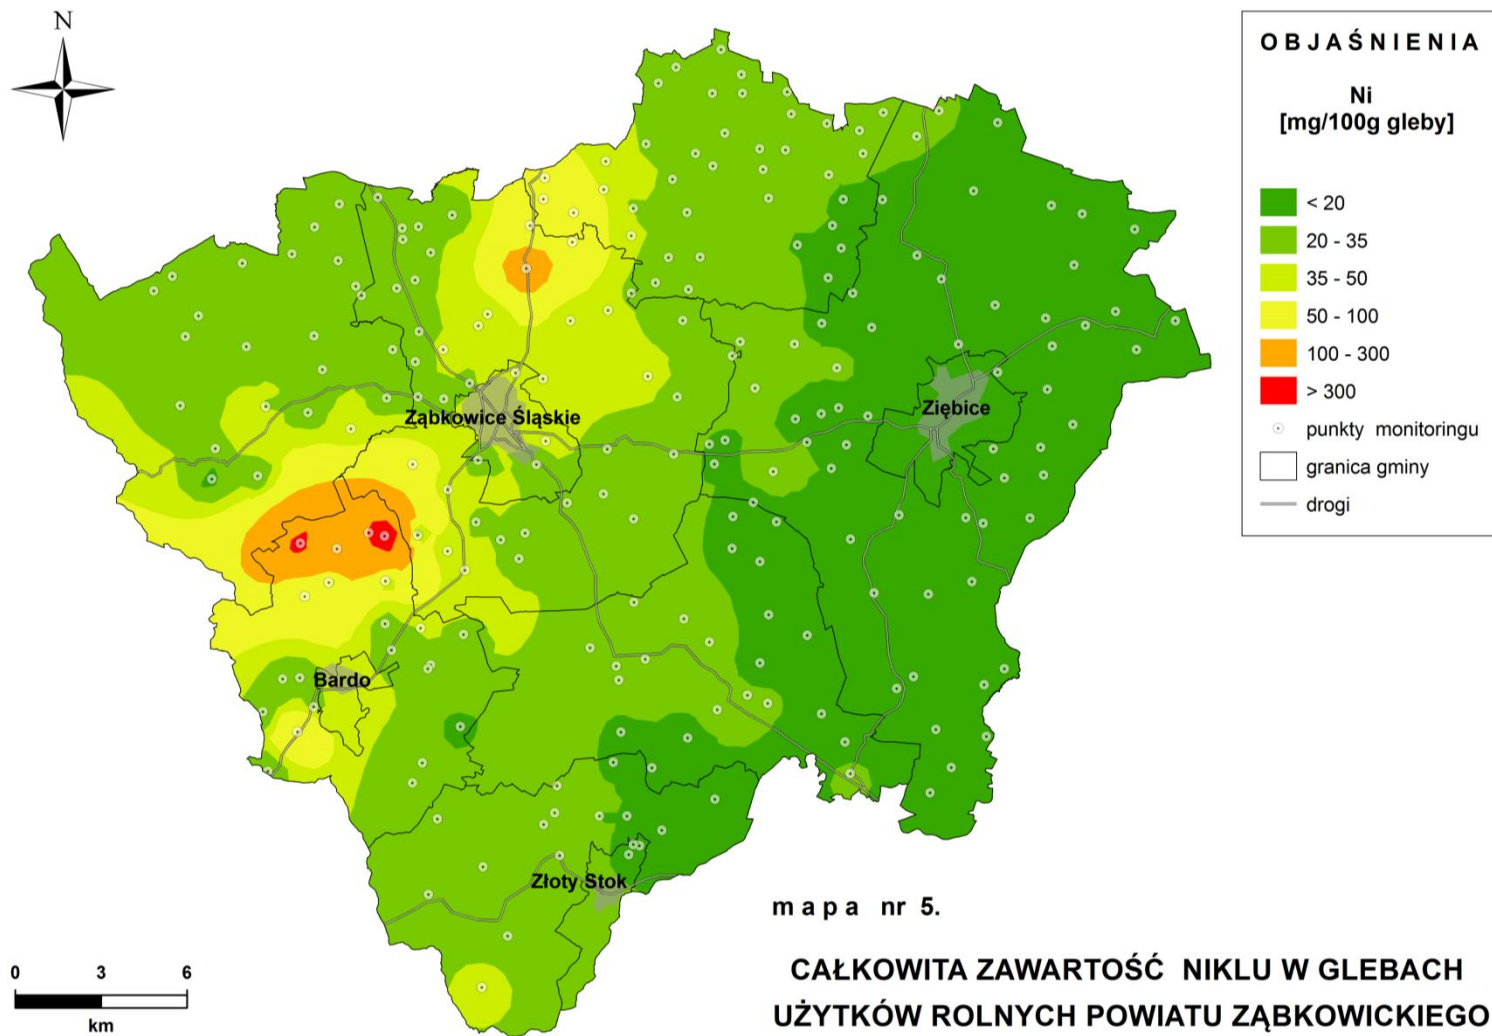 N
OBJAŚNIENIA
Ni
[mg/100g gleby]
< 20
20 - 35
35 - 50
50 - 100
100 - 300
> 300
punkty monitoringu
granica gminy
drogi
Ząbkowice Śląskie
Ziębice
Bardo
Złoty Stok
mapa nr 5.
CAŁKOWITA ZAWARTOŚĆ NIKLU W GLEBACH
UŻYTKÓW ROLNYCH POWIATU ZĄBKOWICKIEGO
0 3 6
km